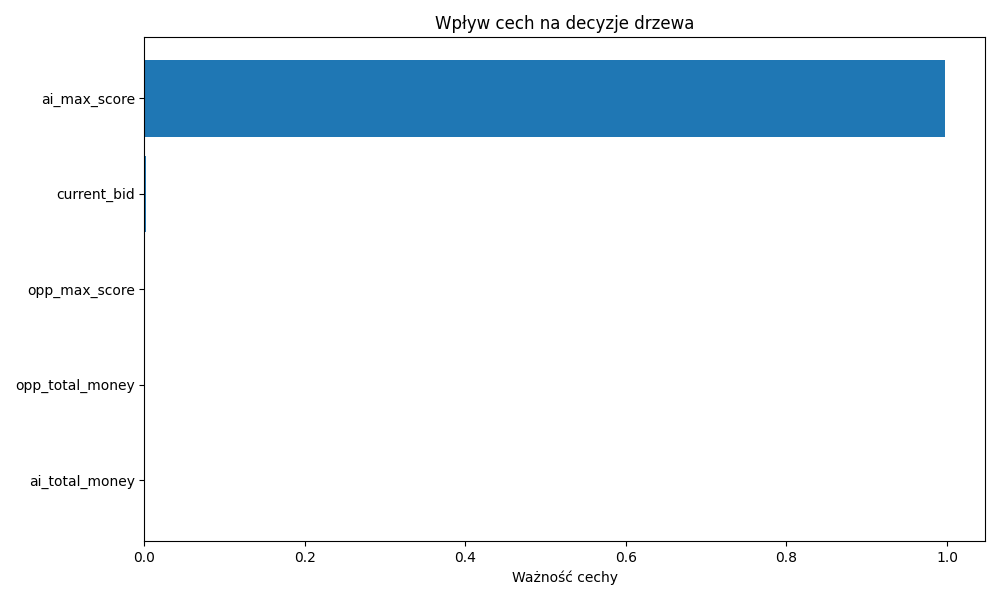 Wpływ cech na decyzje drzewa
ai_max_score
current_bid
opp_max_score
opp_total_money
ai_total_money
0.0 0.2 0.4 0.6 0.8 1.0
Ważność cechy